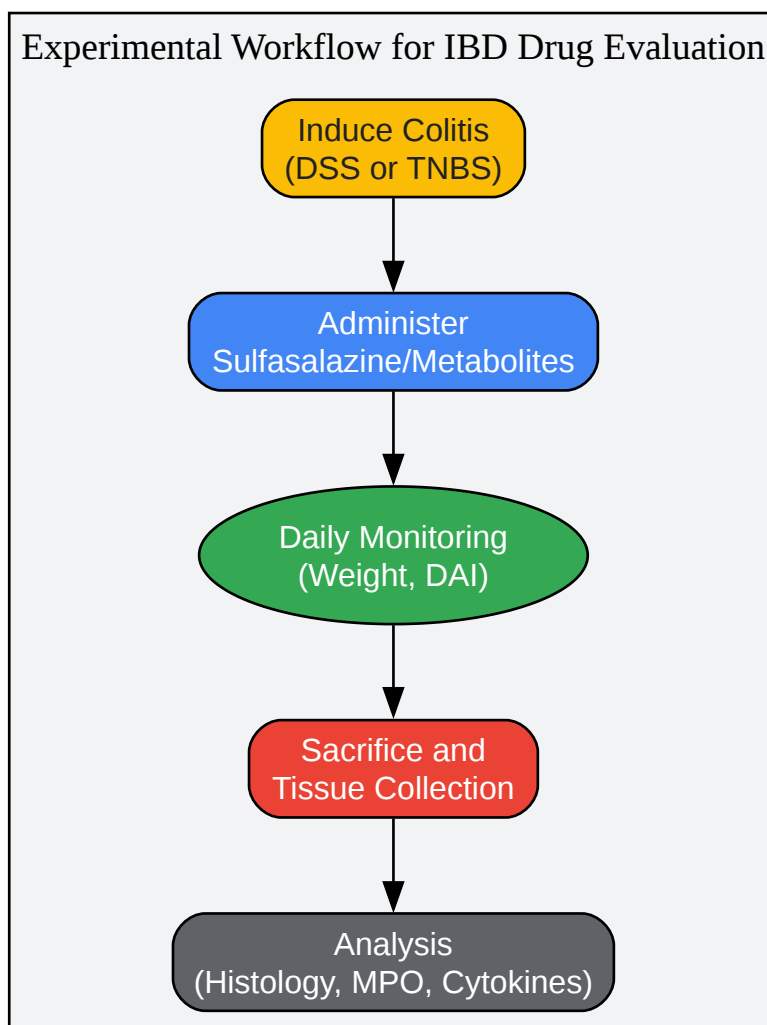 Experimental Workflow for IBD Drug Evaluation
Induce Colitis
(DSS or TNBS)
Administer
Sulfasalazine/Metabolites
Daily Monitoring
(Weight, DAI)
Sacrifice and
Tissue Collection
Analysis
(Histology, MPO, Cytokines)